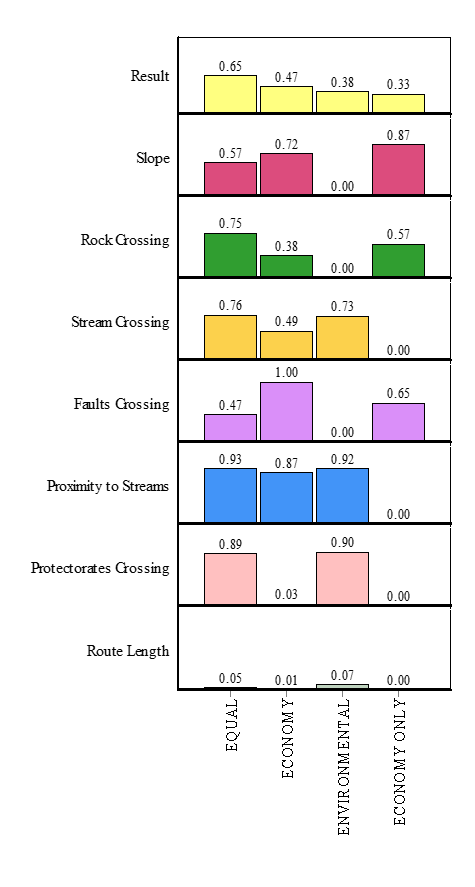 Result
0.65 0.47 0.38 0.33
Slope
0.57 0.72 0.00 0.87
Rock Crossing
0.75 0.38 0.00 0.57
Stream Crossing
0.76 0.49 0.73 0.00
Faults Crossing
0.47 1.00 0.00 0.65
Proximity to Streams
0.93 0.87 0.92 0.00
Protectorates Crossing
0.89 0.03 0.90 0.00
Route Length
0.05 0.01 0.07 0.00
EQUAL
ECONOMY
ENVIRONMENTAL
ECONOMY ONLY